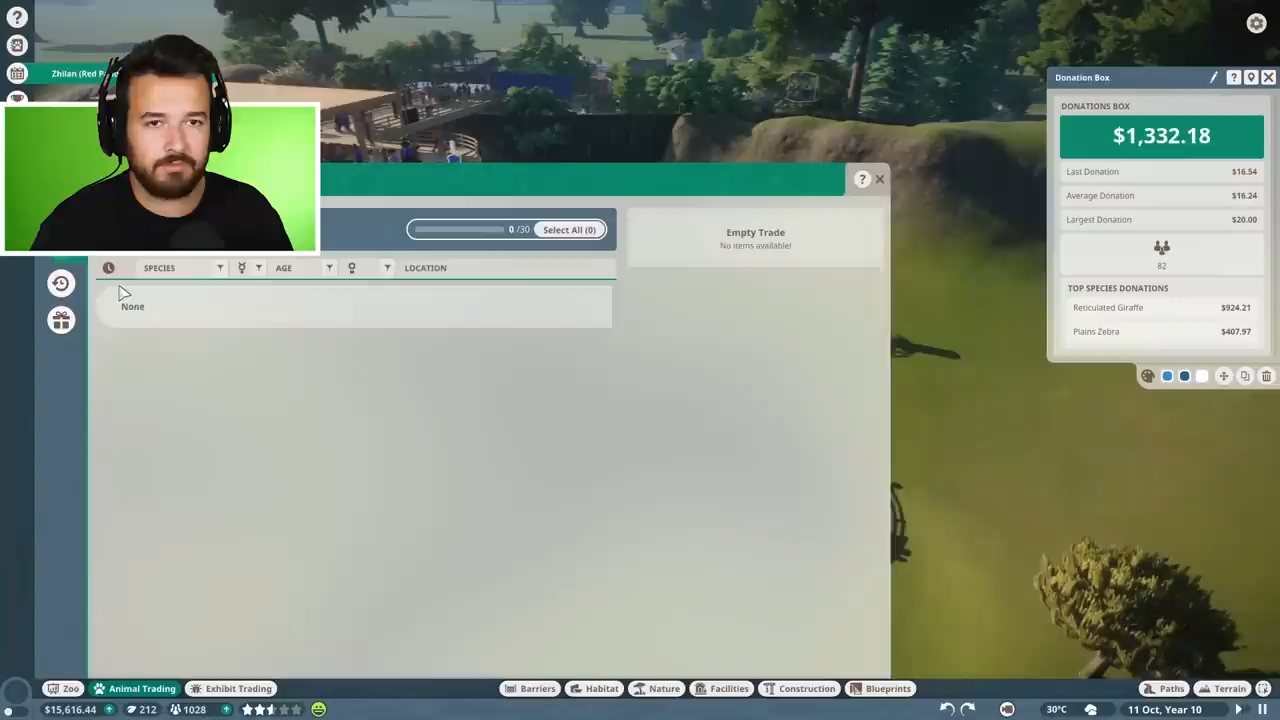 Zhilan (Red P
?
0 /30
Select All (0)
SPECIES
AGE
LOCATION
None
Empty Trade
No items available!
Donation Box
?
DONATIONS BOX
$1,332.18
Last Donation $16.54
Average Donation $16.24
Largest Donation $20.00
82
TOP SPECIES DONATIONS
Reticulated Giraffe $924.21
Plains Zebra $407.97
Zoo
Animal Trading
Exhibit Trading
Barriers
Habitat
Nature
Facilities
Construction
Blueprints
Paths
Terrain
$15,616.44
212
1028
30°C
11 Oct, Year 10